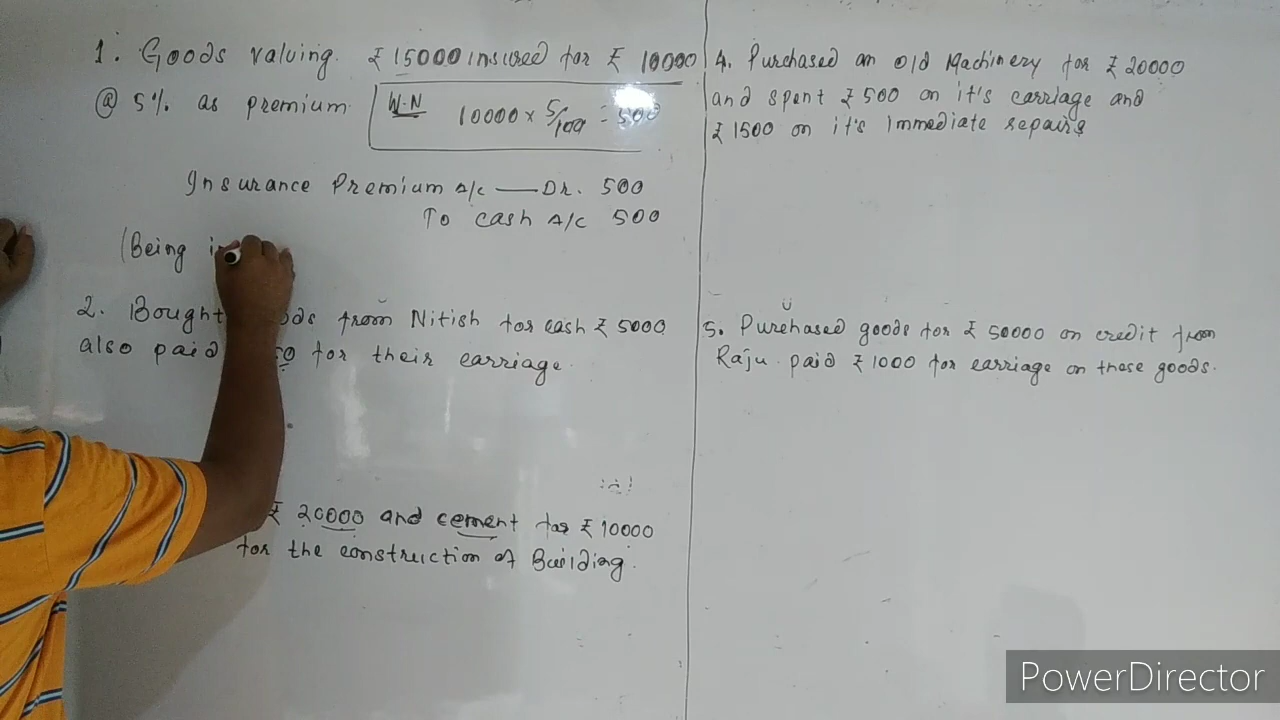 1. Goods valuing ₹ 15000 insured for ₹ 10000
@ 5% as premium
W.N 10000 × 5/100 = 500
Insurance Premium A/c — Dr. 500
To cash A/c 500
(Being
2. Bought from Nitish for cash ₹ 5000
also paid for their carriage.
₹ 20000 and cement for ₹ 10000
for the construction of Building.
4. Purchased an old Machinery for ₹ 20000
and spent ₹ 500 on it's carriage and
₹ 1500 on it's immediate repairs
5. Purchased goods for ₹ 50000 on credit from
Raju. paid ₹ 1000 for carriage on those goods.
PowerDirector